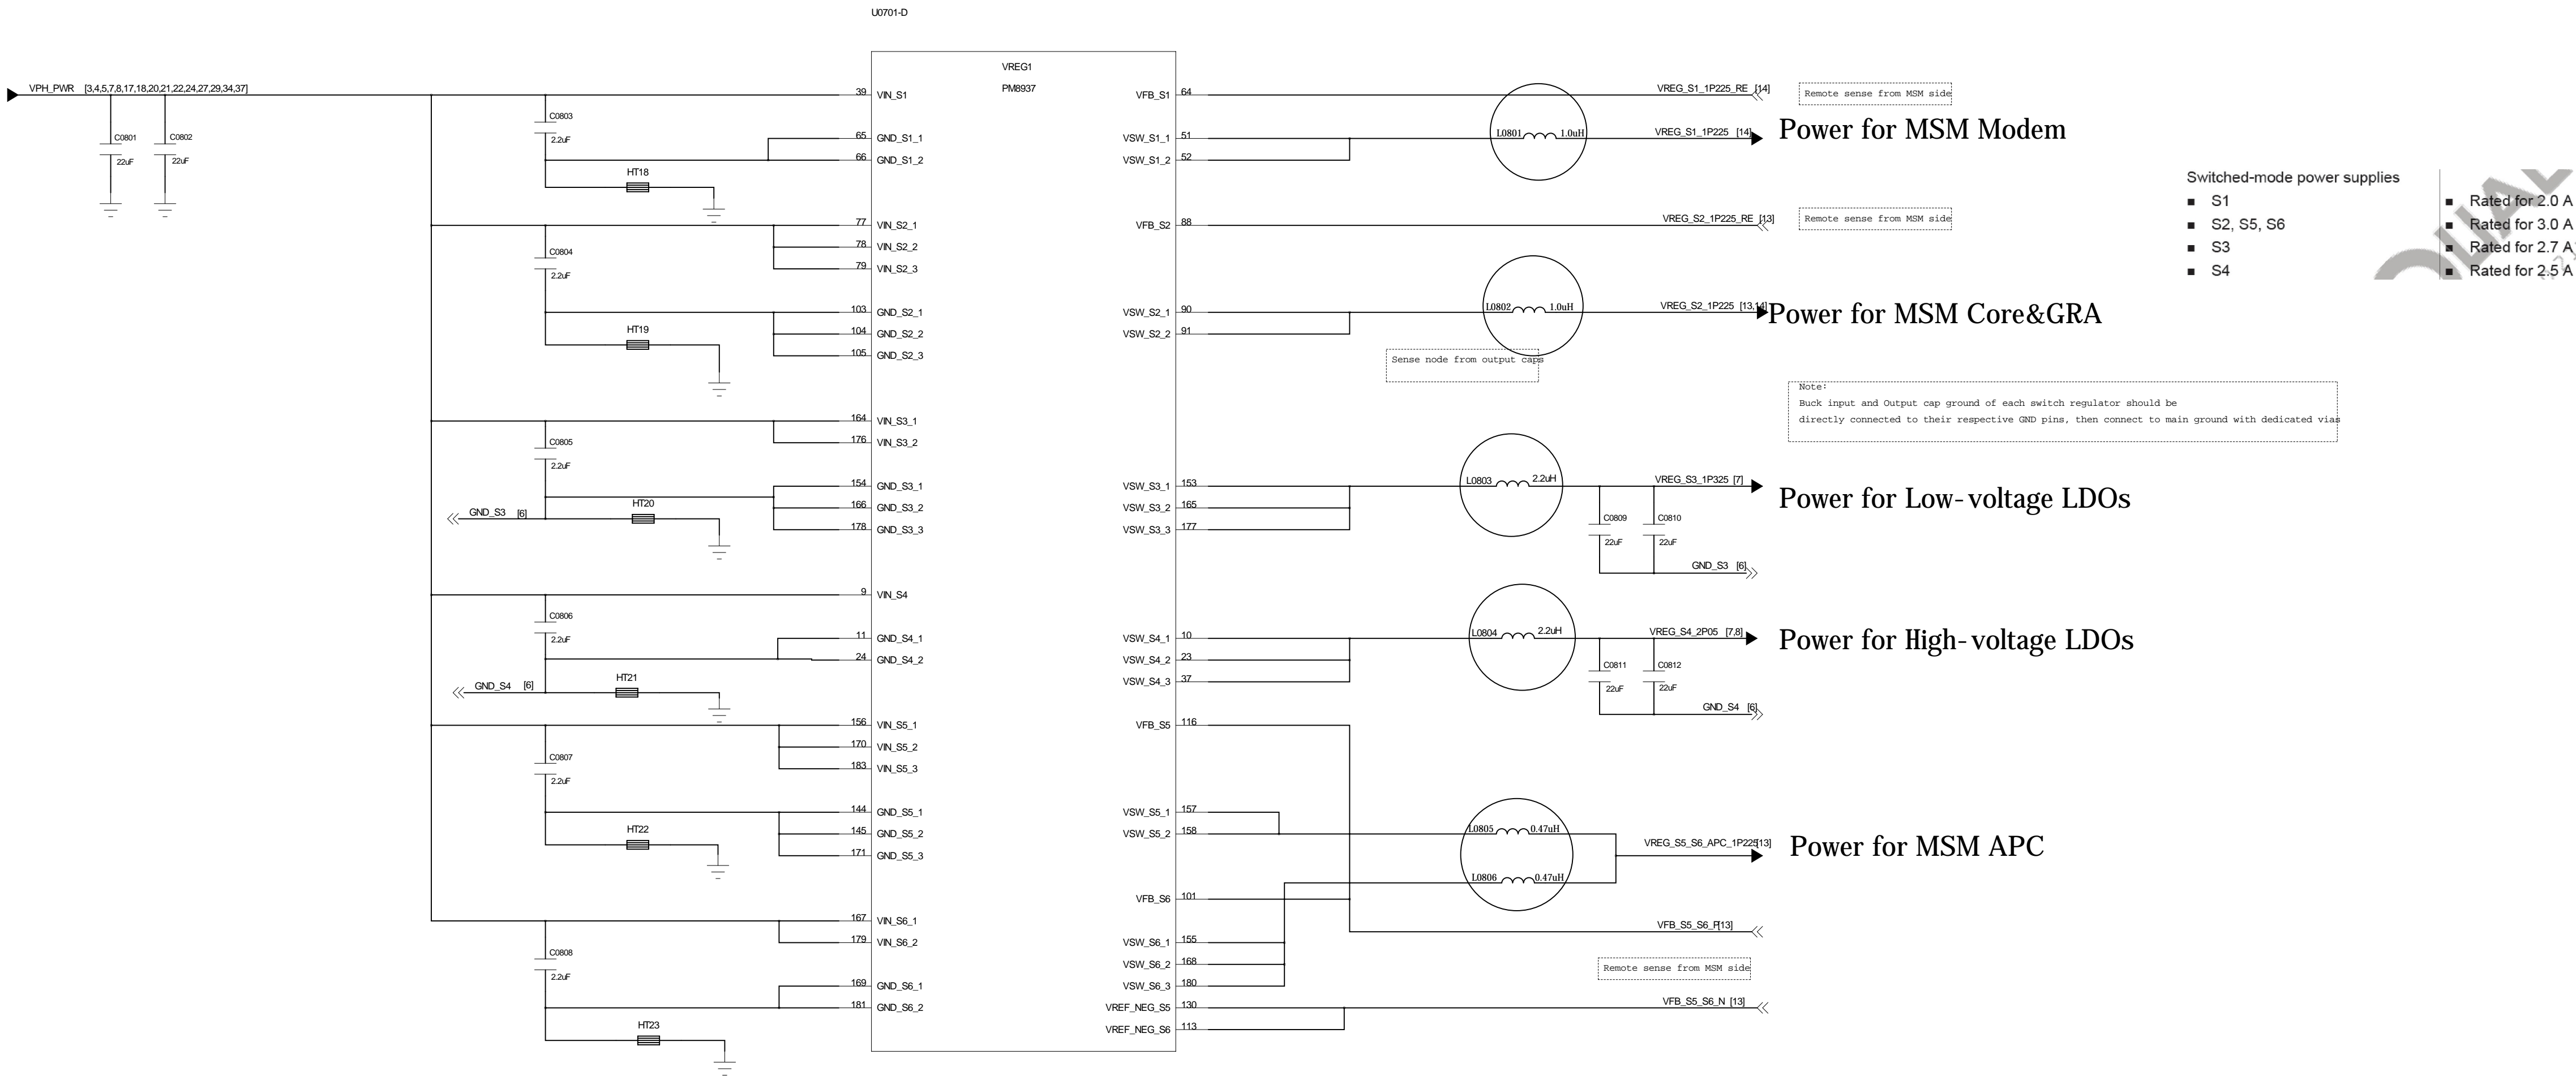 U0701-D
VREG1
PM8937
VPH_PWR [3,4,5,7,8,17,18,20,21,22,24,27,29,34,37]
C0801
22uF
C0802
22uF
C0803
2.2uF
HT18
39 VIN_S1
65 GND_S1_1
66 GND_S1_2
C0804
2.2uF
HT19
77 VIN_S2_1
78 VIN_S2_2
79 VIN_S2_3
103 GND_S2_1
104 GND_S2_2
105 GND_S2_3
C0805
2.2uF
GND_S3 [6]
HT20
164 VIN_S3_1
176 VIN_S3_2
154 GND_S3_1
166 GND_S3_2
178 GND_S3_3
C0806
2.2uF
GND_S4 [6]
HT21
9 VIN_S4
11 GND_S4_1
24 GND_S4_2
C0807
2.2uF
HT22
156 VIN_S5_1
170 VIN_S5_2
183 VIN_S5_3
144 GND_S5_1
145 GND_S5_2
171 GND_S5_3
C0808
2.2uF
HT23
167 VIN_S6_1
179 VIN_S6_2
169 GND_S6_1
181 GND_S6_2
VFB_S1 64
VREG_S1_1P225_RE [14]
Remote sense from MSM side
VSW_S1_1 51
VSW_S1_2 52
L0801 1.0uH
VREG_S1_1P225 [14]
Power for MSM Modem
VFB_S2 88
VREG_S2_1P225_RE [13]
Remote sense from MSM side
VSW_S2_1 90
VSW_S2_2 91
L0802 1.0uH
VREG_S2_1P225 [13,14]
Power for MSM Core&GRA
Sense node from output caps
Switched-mode power supplies
■ S1 ■ Rated for 2.0 A
■ S2, S5, S6 ■ Rated for 3.0 A
■ S3 ■ Rated for 2.7 A
■ S4 ■ Rated for 2.5 A
Note:
Buck input and Output cap ground of each switch regulator should be
directly connected to their respective GND pins, then connect to main ground with dedicated vias
VSW_S3_1 153
VSW_S3_2 165
VSW_S3_3 177
L0803 2.2uH
VREG_S3_1P325 [7]
Power for Low-voltage LDOs
C0809
22uF
C0810
22uF
GND_S3 [6]
VSW_S4_1 10
VSW_S4_2 23
VSW_S4_3 37
L0804 2.2uH
VREG_S4_2P05 [7,8]
Power for High-voltage LDOs
C0811
22uF
C0812
22uF
GND_S4 [6]
VFB_S5 116
VSW_S5_1 157
VSW_S5_2 158
L0805 0.47uH
VREG_S5_S6_APC_1P225[13]
Power for MSM APC
L0806 0.47uH
VFB_S6 101
VFB_S5_S6_P[13]
VSW_S6_1 155
VSW_S6_2 168
VSW_S6_3 180
Remote sense from MSM side
VREF_NEG_S5 130
VFB_S5_S6_N [13]
VREF_NEG_S6 113